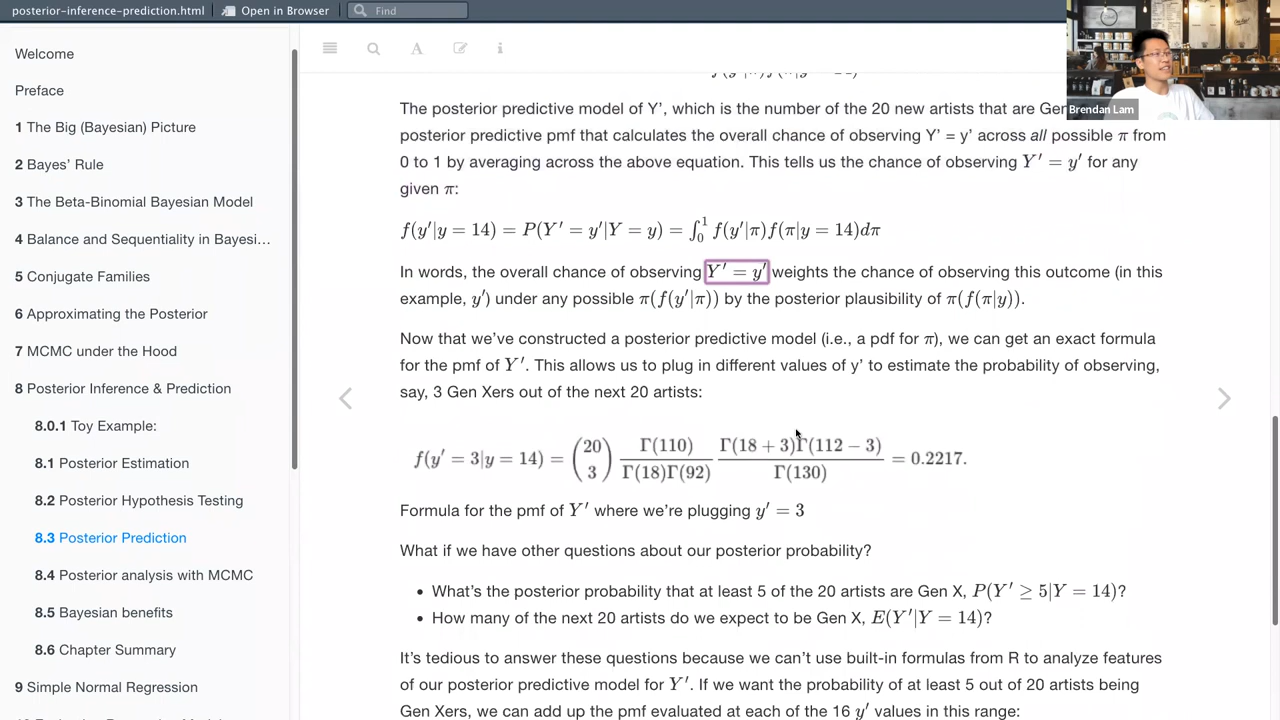 posterior-inference-prediction.html Open in Browser Find
Welcome
Preface
1 The Big (Bayesian) Picture
2 Bayes' Rule
3 The Beta-Binomial Bayesian Model
4 Balance and Sequentiality in Bayesi…
5 Conjugate Families
6 Approximating the Posterior
7 MCMC under the Hood
8 Posterior Inference & Prediction
8.0.1 Toy Example:
8.1 Posterior Estimation
8.2 Posterior Hypothesis Testing
8.3 Posterior Prediction
8.4 Posterior analysis with MCMC
8.5 Bayesian benefits
8.6 Chapter Summary
9 Simple Normal Regression
Brendan Lam
The posterior predictive model of Y', which is the number of the 20 new artists that are Gen
posterior predictive pmf that calculates the overall chance of observing Y' = y' across all possible π from
0 to 1 by averaging across the above equation. This tells us the chance of observing Y′ = y′ for any
given π:
f(y′|y = 14) = P(Y′ = y′|Y = y) = ∫₀¹ f(y′|π)f(π|y = 14)dπ
In words, the overall chance of observing Y′ = y′ weights the chance of observing this outcome (in this
example, y′) under any possible π(f(y′|π)) by the posterior plausibility of π(f(π|y)).
Now that we've constructed a posterior predictive model (i.e., a pdf for π), we can get an exact formula
for the pmf of Y′. This allows us to plug in different values of y' to estimate the probability of observing,
say, 3 Gen Xers out of the next 20 artists:
f(y′ = 3|y = 14) = (20 3) Γ(110)/Γ(18)Γ(92) Γ(18 + 3)Γ(112 − 3)/Γ(130) = 0.2217.
Formula for the pmf of Y′ where we're plugging y′ = 3
What if we have other questions about our posterior probability?
• What's the posterior probability that at least 5 of the 20 artists are Gen X, P(Y′ ≥ 5|Y = 14)?
• How many of the next 20 artists do we expect to be Gen X, E(Y′|Y = 14)?
It's tedious to answer these questions because we can't use built-in formulas from R to analyze features
of our posterior predictive model for Y′. If we want the probability of at least 5 out of 20 artists being
Gen Xers, we can add up the pmf evaluated at each of the 16 y′ values in this range: